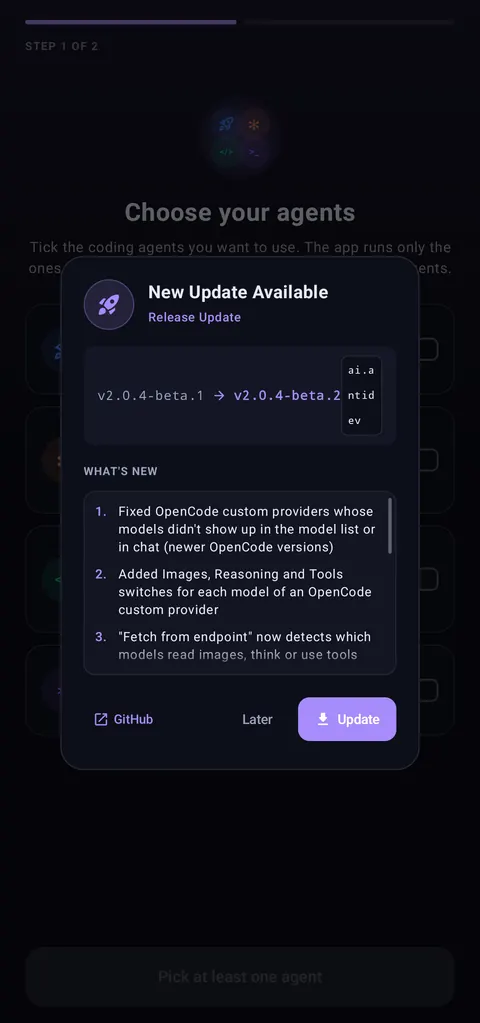 STEP 1 OF 2
</>
>_
Choose your agents
Tick the coding agents you want to use. The app runs only the
ones
ents.
New Update Available
Release Update
v2.0.4-beta.1 → v2.0.4-beta.2
ai.a
ntid
ev
WHAT'S NEW
1. Fixed OpenCode custom providers whose
models didn't show up in the model list or
in chat (newer OpenCode versions)
2. Added Images, Reasoning and Tools
switches for each model of an OpenCode
custom provider
3. "Fetch from endpoint" now detects which
models read images, think or use tools
GitHub
Later
Update
Pick at least one agent